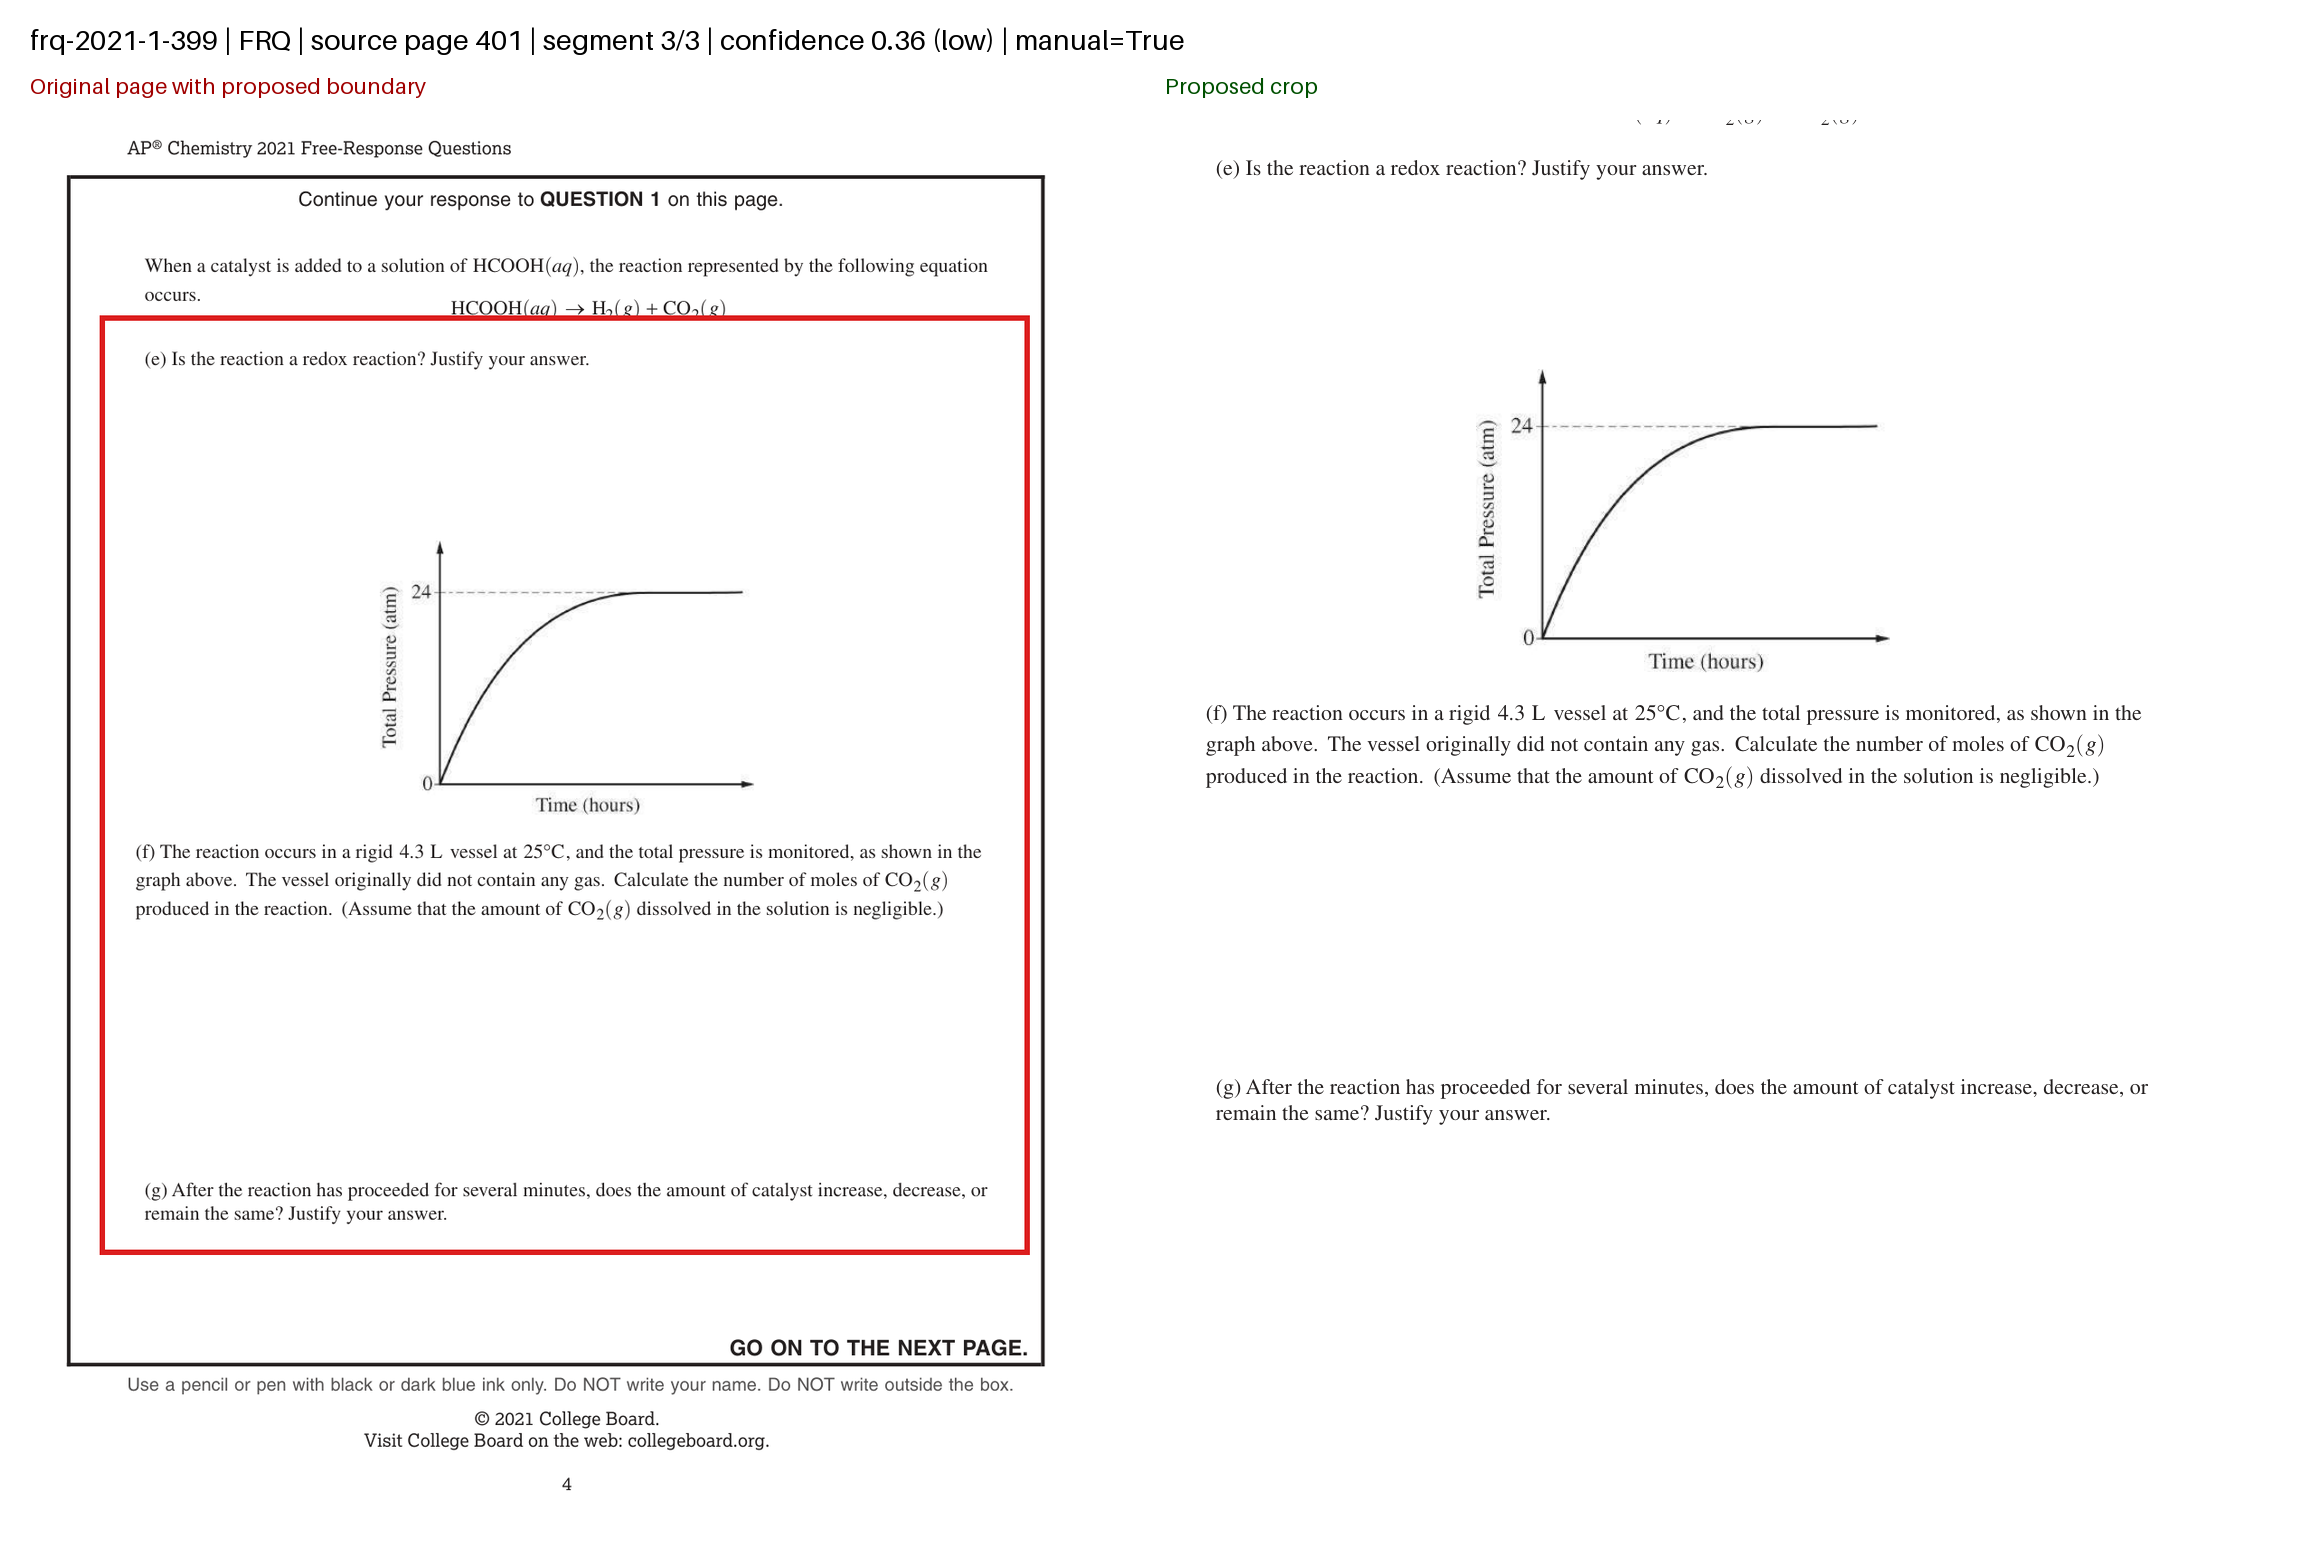 frq-2021-1-399 | FRQ | source page 401 | segment 3/3 | confidence 0.36 (low) | manual=True
Original page with proposed boundary
AP® Chemistry 2021 Free-Response Questions
Continue your response to QUESTION 1 on this page.
When a catalyst is added to a solution of HCOOH(aq), the reaction represented by the following equation
occurs.
HCOOH(aq) → H₂(g) + CO₂(g)
(e) Is the reaction a redox reaction? Justify your answer.
Total Pressure (atm)
24
0
Time (hours)
(f) The reaction occurs in a rigid 4.3 L vessel at 25°C, and the total pressure is monitored, as shown in the
graph above. The vessel originally did not contain any gas. Calculate the number of moles of CO₂(g)
produced in the reaction. (Assume that the amount of CO₂(g) dissolved in the solution is negligible.)
(g) After the reaction has proceeded for several minutes, does the amount of catalyst increase, decrease, or
remain the same? Justify your answer.
GO ON TO THE NEXT PAGE.
Use a pencil or pen with black or dark blue ink only. Do NOT write your name. Do NOT write outside the box.
© 2021 College Board.
Visit College Board on the web: collegeboard.org.
4
Proposed crop
(e) Is the reaction a redox reaction? Justify your answer.
Total Pressure (atm)
24
0
Time (hours)
(f) The reaction occurs in a rigid 4.3 L vessel at 25°C, and the total pressure is monitored, as shown in the
graph above. The vessel originally did not contain any gas. Calculate the number of moles of CO₂(g)
produced in the reaction. (Assume that the amount of CO₂(g) dissolved in the solution is negligible.)
(g) After the reaction has proceeded for several minutes, does the amount of catalyst increase, decrease, or
remain the same? Justify your answer.